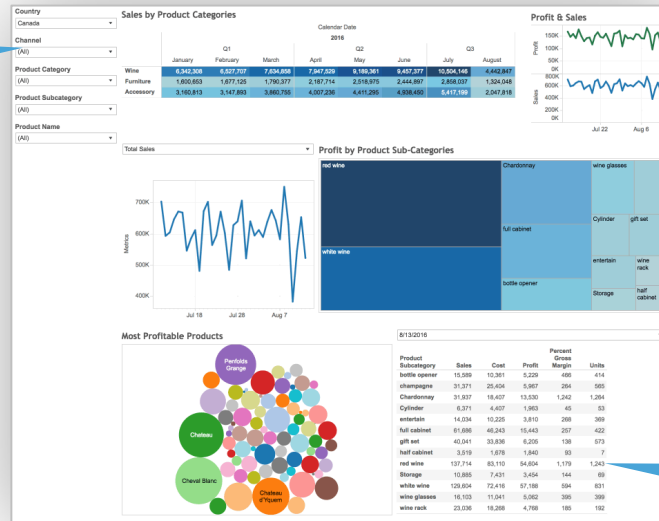 Country
Canada
Channel
(All)
Product Category
(All)
Product Subcategory
(All)
Product Name
(All)
Sales by Product Categories
Calendar Date
2016
Q1 Q2 Q3
January February March April May June July August
Wine 6,342,308 6,527,707 7,634,858 7,947,529 9,189,361 9,457,377 10,504,146 4,442,847
Furniture 1,600,653 1,677,125 1,790,377 2,187,714 2,518,975 2,444,897 2,858,037 1,324,048
Accessory 3,160,813 3,147,893 3,660,755 4,007,236 4,411,295 4,938,450 5,417,199 2,047,816
Profit & Sales
Profit
150K
100K
50K
0K
Sales
800K
600K
400K
200K
0K
Jul 22 Aug 6
Total Sales
Metrics
700K
600K
500K
400K
Jul 18 Jul 28 Aug 7
Profit by Product Sub-Categories
red wine
white wine
Chardonnay
full cabinet
bottle opener
wine glasses
Cylinder gift set
entertain wine rack
Storage half cabinet
Most Profitable Products
Penfolds Grange
Chateau
Cheval Blanc
Chateau d'Yquem
8/13/2016
Product Subcategory Sales Cost Profit Percent Gross Margin Units
bottle opener 15,589 10,361 5,229 466 414
champagne 31,371 25,404 5,967 264 565
Chardonnay 31,937 18,407 13,530 1,242 1,264
Cylinder 6,371 4,407 1,963 45 53
entertain 14,034 10,225 3,810 268 369
full cabinet 61,686 46,243 15,443 257 422
gift set 40,041 33,836 6,205 138 573
half cabinet 3,519 1,678 1,840 93 7
red wine 137,714 83,110 54,604 1,179 1,243
Storage 10,885 7,431 3,454 144 69
white wine 129,604 72,416 57,188 594 831
wine glasses 16,103 11,041 5,062 395 399
wine rack 23,036 18,268 4,768 185 192